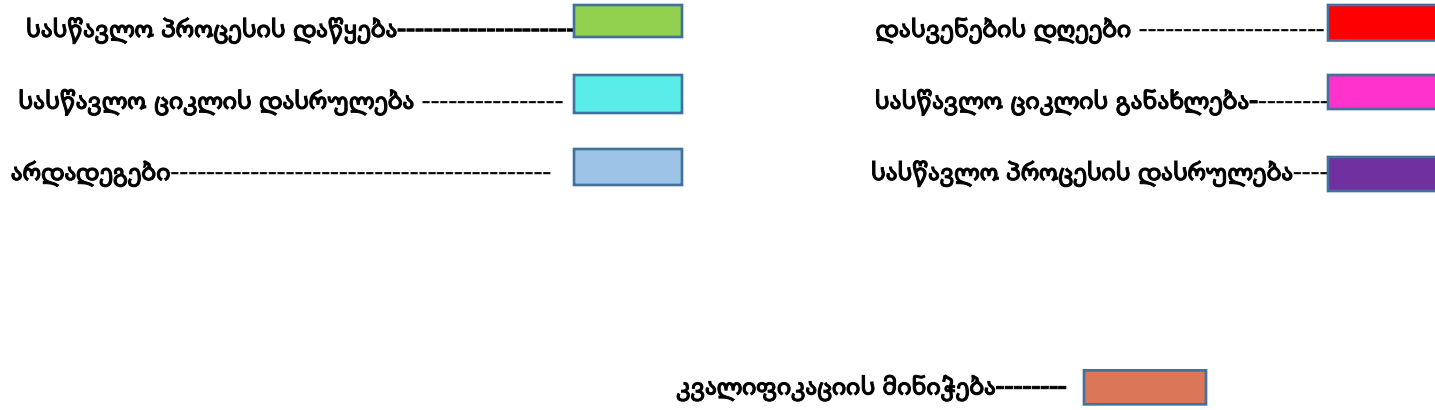 სასწავლო პროცესის დაწყება--------------------
დასვენების დღეები ----------------------
სასწავლო ციკლის დასრულება ----------------
სასწავლო ციკლის განახლება---------
არდადეგები-------------------------------------------
სასწავლო პროცესის დასრულება----
კვალიფიკაციის მინიჭება--------